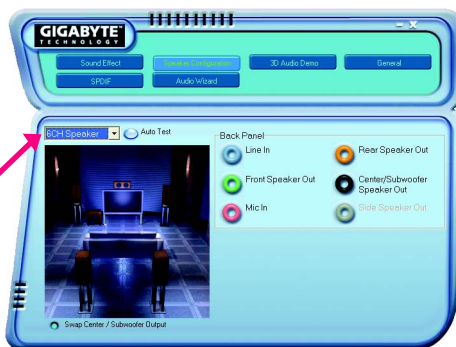 GIGABYTE™
TECHNOLOGY
Sound Effect
Speaker Configuration
3D Audio Demo
General
SPDIF
Audio Wizard
6CH Speaker
Auto Test
Back Panel
Line In
Rear Speaker Out
Front Speaker Out
Center/Subwoofer
Speaker Out
Mic In
Side Speaker Out
Swap Center / Subwoofer Output